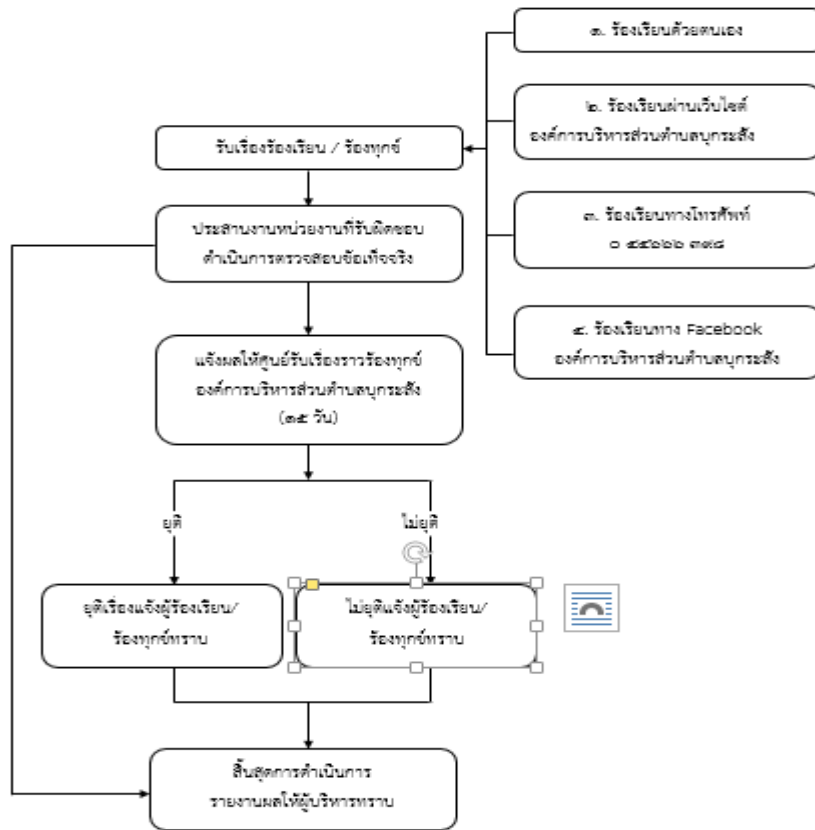 ๑. ร้องเรียนด้วยตนเอง
๒. ร้องเรียนผ่านเว็บไซต์
องค์การบริหารส่วนตำบลบุกระสัง
รับเรื่องร้องเรียน / ร้องทุกข์
๓. ร้องเรียนทางโทรศัพท์
๐ ๔๔๖๖๖ ๓๙๘
ประสานงานหน่วยงานที่รับผิดชอบ
ดำเนินการตรวจสอบข้อเท็จจริง
๔. ร้องเรียนทาง Facebook
องค์การบริหารส่วนตำบลบุกระสัง
แจ้งผลให้ศูนย์รับเรื่องราวร้องทุกข์
องค์การบริหารส่วนตำบลบุกระสัง
(๑๕ วัน)
ยุติ
ไม่ยุติ
ยุติเรื่องแจ้งผู้ร้องเรียน/
ร้องทุกข์ทราบ
ไม่ยุติแจ้งผู้ร้องเรียน/
ร้องทุกข์ทราบ
สิ้นสุดการดำเนินการ
รายงานผลให้ผู้บริหารทราบ